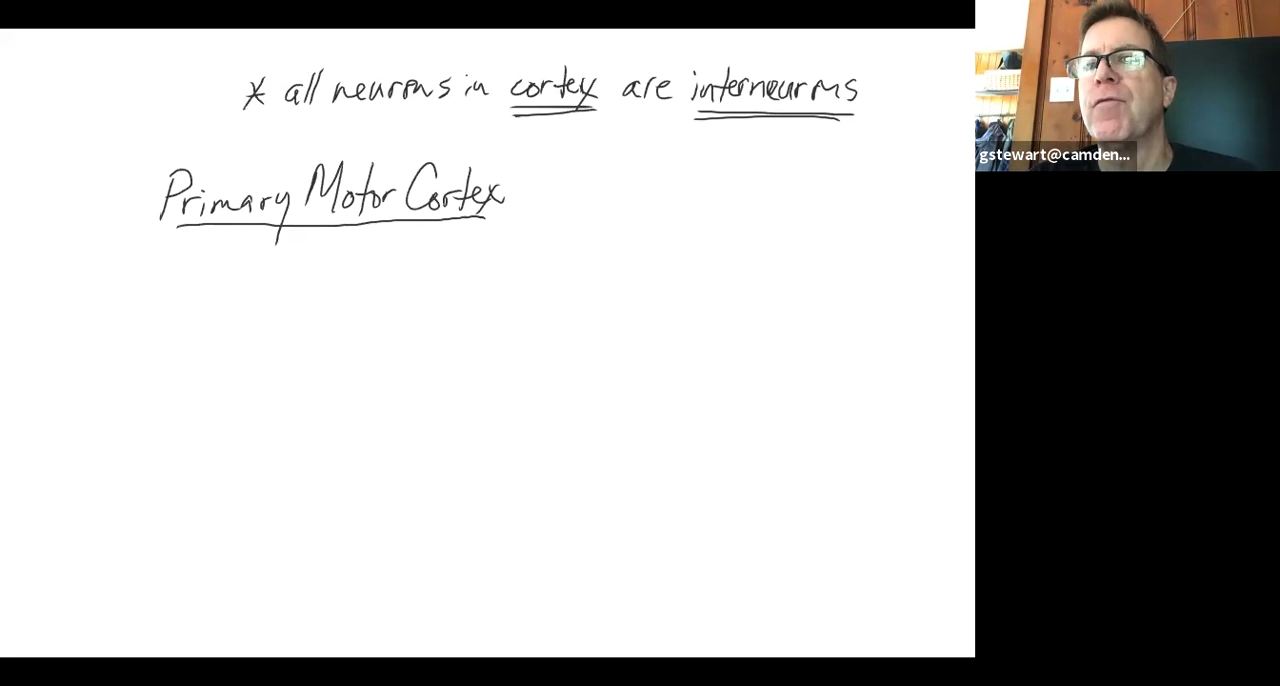 * all neurons in cortex are interneurons
Primary Motor Cortex
gstewart@camden...